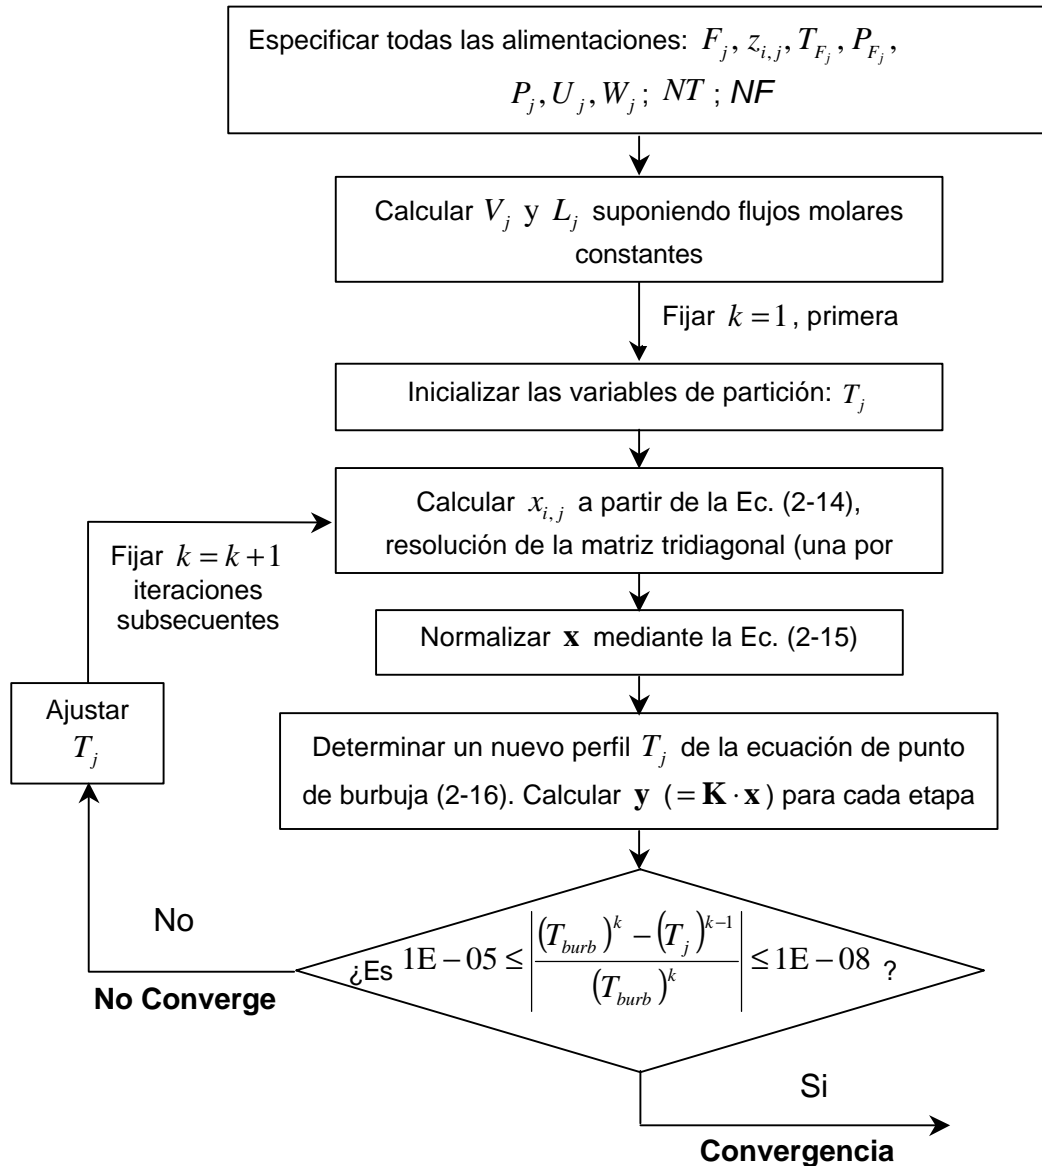 Especificar todas las alimentaciones: F_j, z_{i,j}, T_{F_j}, P_{F_j},
P_j, U_j, W_j; NT; NF
Calcular V_j y L_j suponiendo flujos molares
constantes
Fijar k = 1, primera
Inicializar las variables de partición: T_j
Calcular x_{i,j} a partir de la Ec. (2-14),
resolución de la matriz tridiagonal (una por
Fijar k = k + 1
iteraciones
subsecuentes
Normalizar x mediante la Ec. (2-15)
Ajustar
T_j
Determinar un nuevo perfil T_j de la ecuación de punto
de burbuja (2-16). Calcular y (= K · x) para cada etapa
No
No Converge
¿Es 1E − 05 ≤ |((T_{burb})^k − (T_j)^{k−1}) / (T_{burb})^k| ≤ 1E − 08 ?
Si
Convergencia